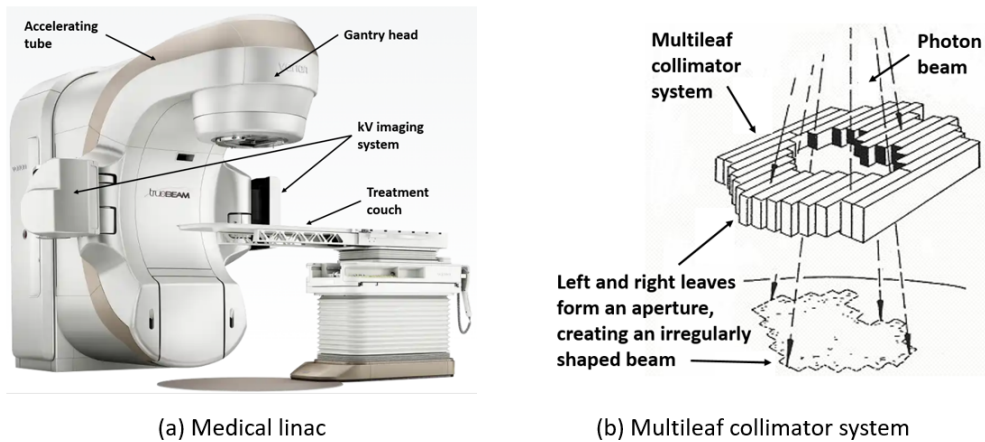 Accelerating
tube
Gantry head
kV imaging
system
Treatment
couch
trueBEAM
(a) Medical linac
Multileaf
collimator
system
Photon
beam
Left and right leaves
form an aperture,
creating an irregularly
shaped beam
(b) Multileaf collimator system